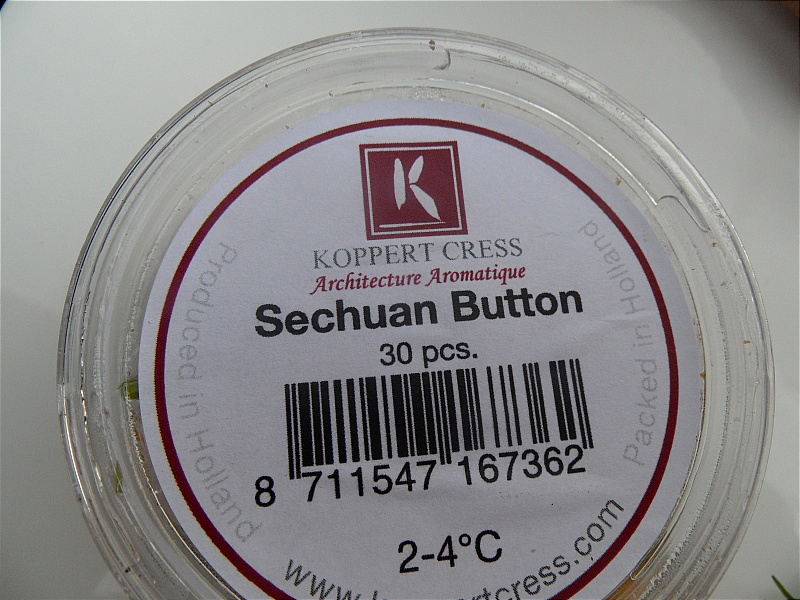 K
KOPPERT CRESS
Architecture Aromatique
Sechuan Button
30 pcs.
8 711547 167362
2-4°C
Produced in Holland
Packed in Holland